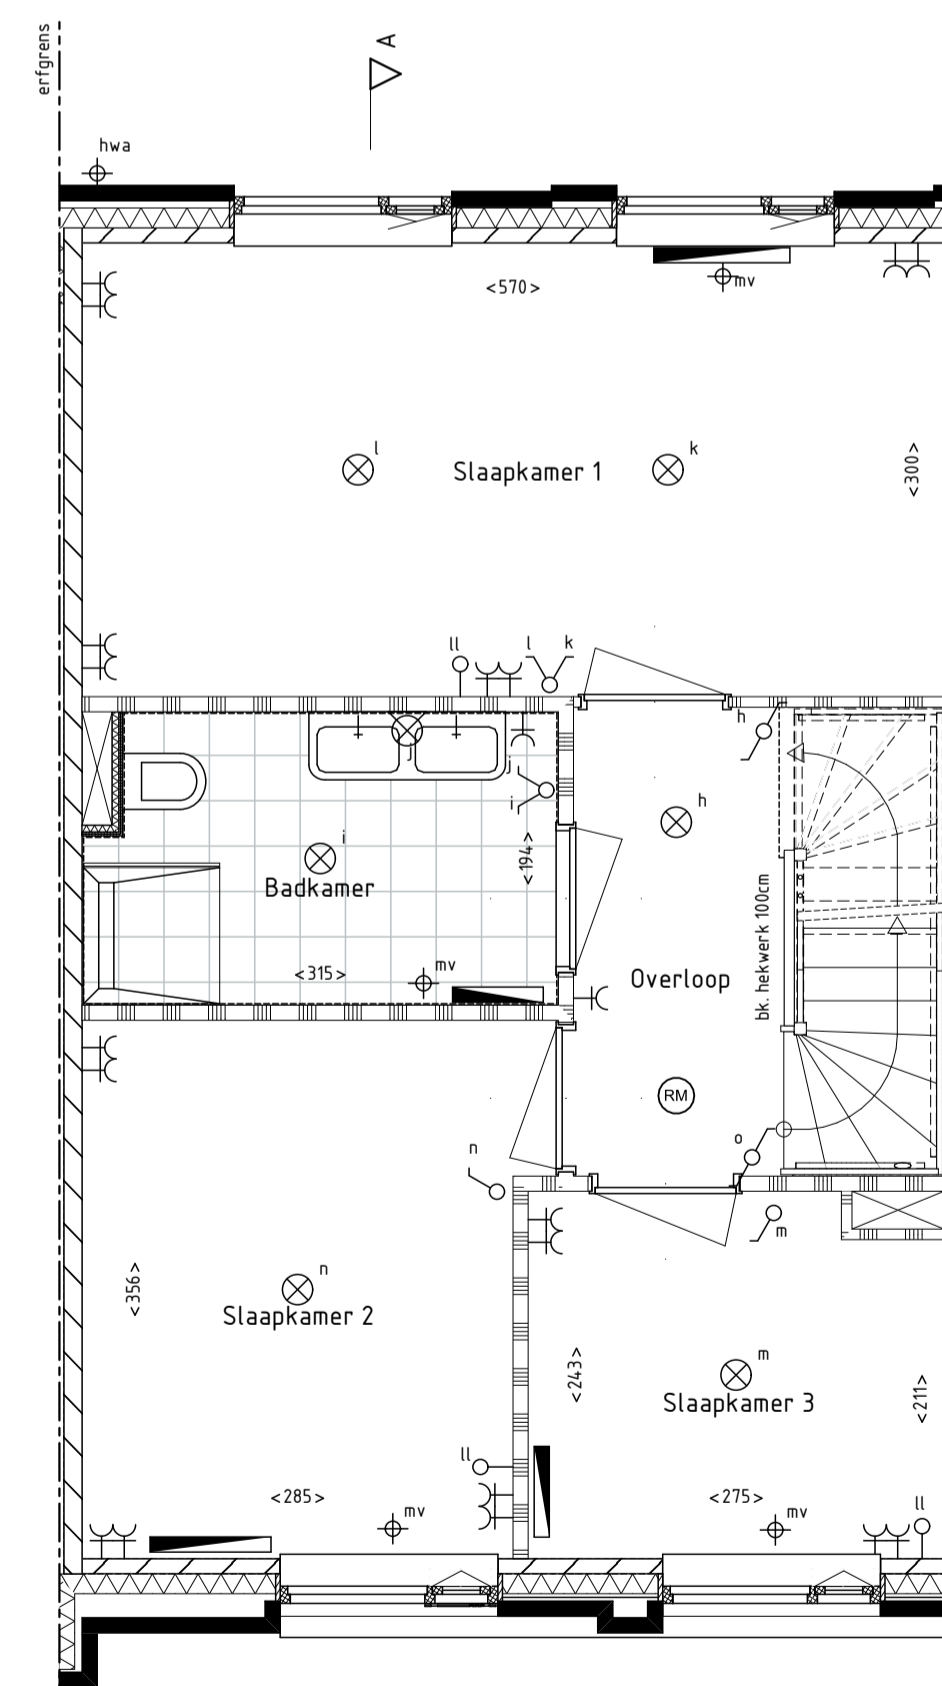 erfgrens
A
hwa
<570>
mv
l
Slaapkamer 1
k
<300>
ll
l
k
h
j
j
i
h
i
<194>
Badkamer
bk. hekwerk 100cm
<315>
mv
Overloop
RM
o
n
m
<356>
n
Slaapkamer 2
<243>
m
Slaapkamer 3
<211>
ll
<285>
mv
<275>
mv
ll